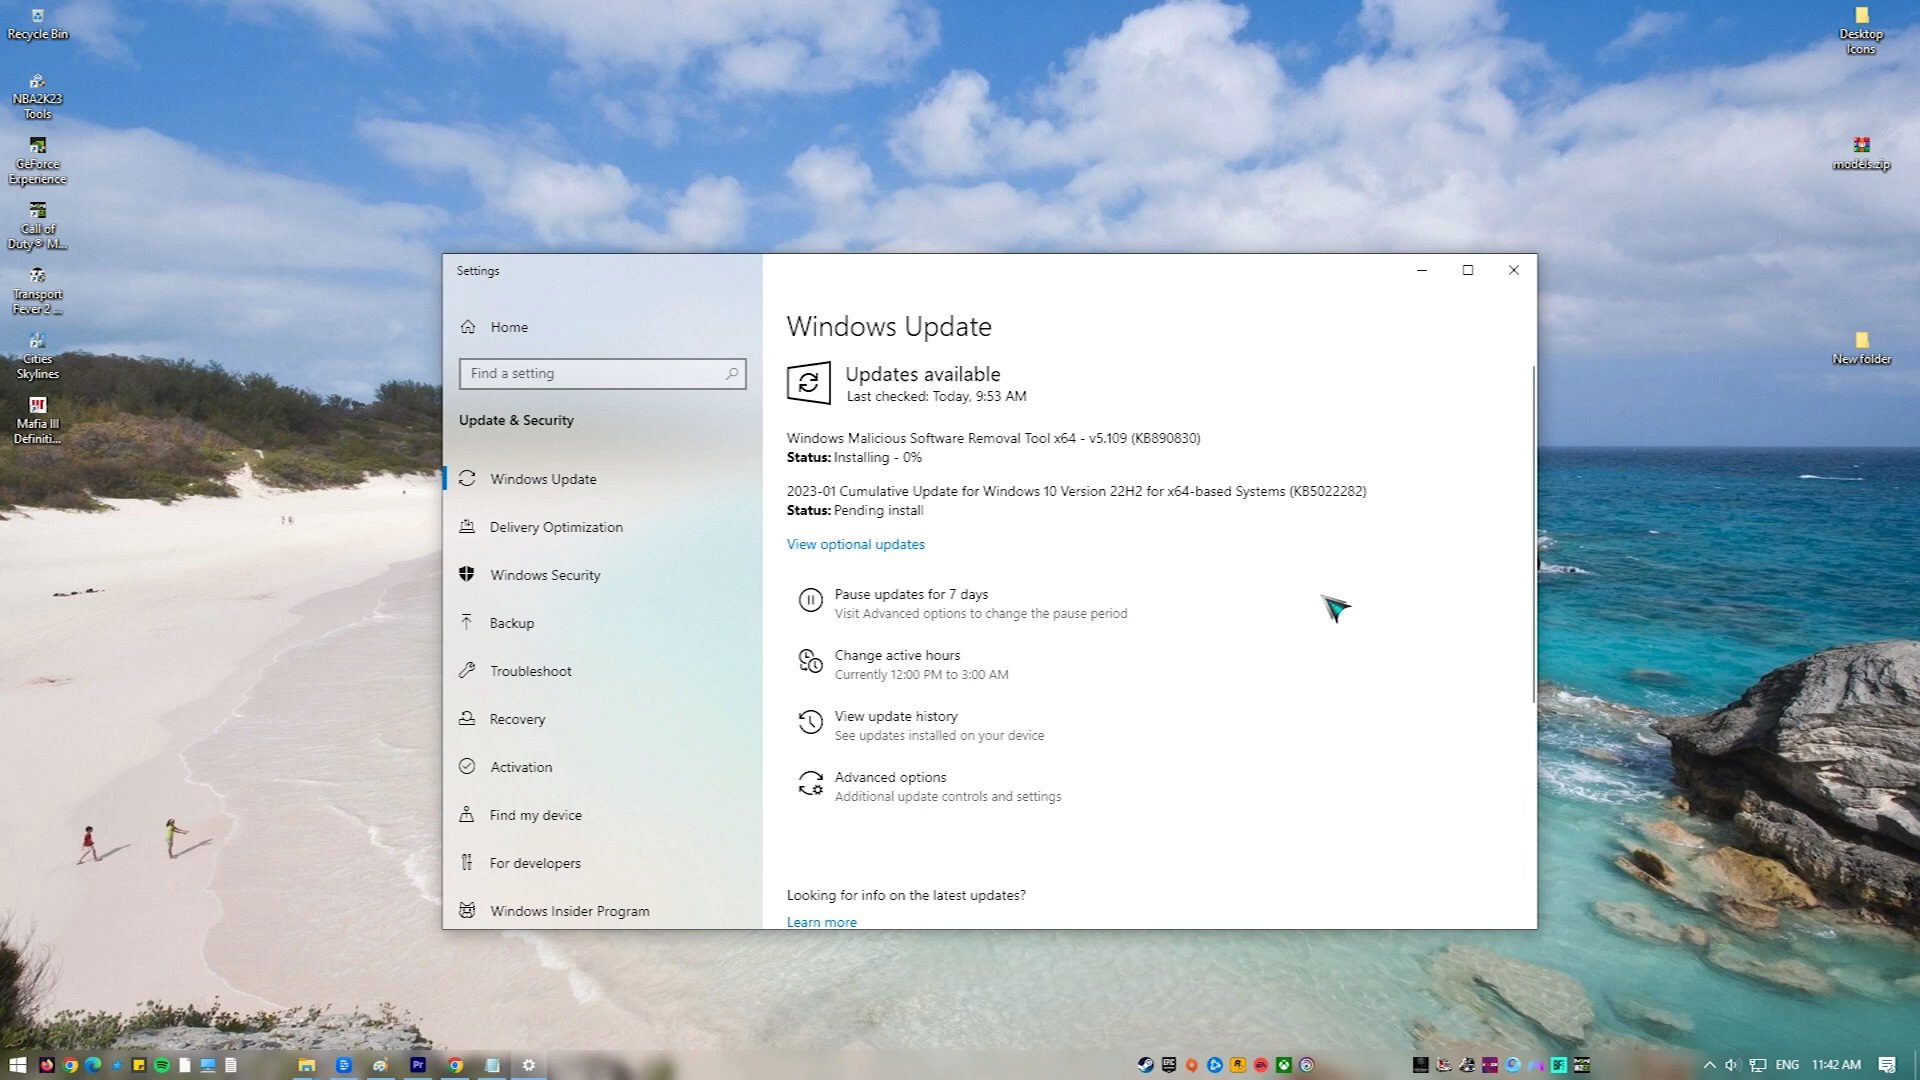 Recycle Bin
NBA2K23
Tools
GeForce
Experience
Call of
Duty® M...
Transport
Fever 2 ...
Cities
Skylines
Mafia III
Definiti...
Desktop
Icons
models.zip
New folder
Settings
Home
Find a setting
Update & Security
Windows Update
Delivery Optimization
Windows Security
Backup
Troubleshoot
Recovery
Activation
Find my device
For developers
Windows Insider Program
Windows Update
Updates available
Last checked: Today, 9:53 AM
Windows Malicious Software Removal Tool x64 - v5.109 (KB890830)
Status: Installing - 0%
2023-01 Cumulative Update for Windows 10 Version 22H2 for x64-based Systems (KB5022282)
Status: Pending install
View optional updates
Pause updates for 7 days
Visit Advanced options to change the pause period
Change active hours
Currently 12:00 PM to 3:00 AM
View update history
See updates installed on your device
Advanced options
Additional update controls and settings
Looking for info on the latest updates?
Learn more
Pr
EPIC
EA
BF
ENG
11:42 AM